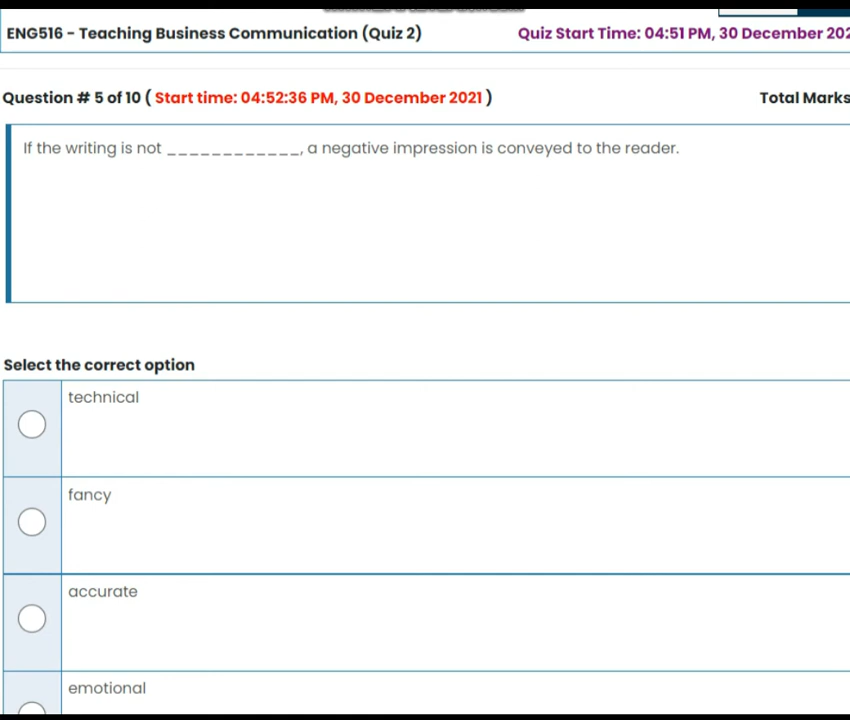 ENG516 - Teaching Business Communication (Quiz 2) Quiz Start Time: 04:51 PM, 30 December
Question # 5 of 10 ( Start time: 04:52:36 PM, 30 December 2021 ) Total Marks
If the writing is not ____________, a negative impression is conveyed to the reader.
Select the correct option
technical
fancy
accurate
emotional